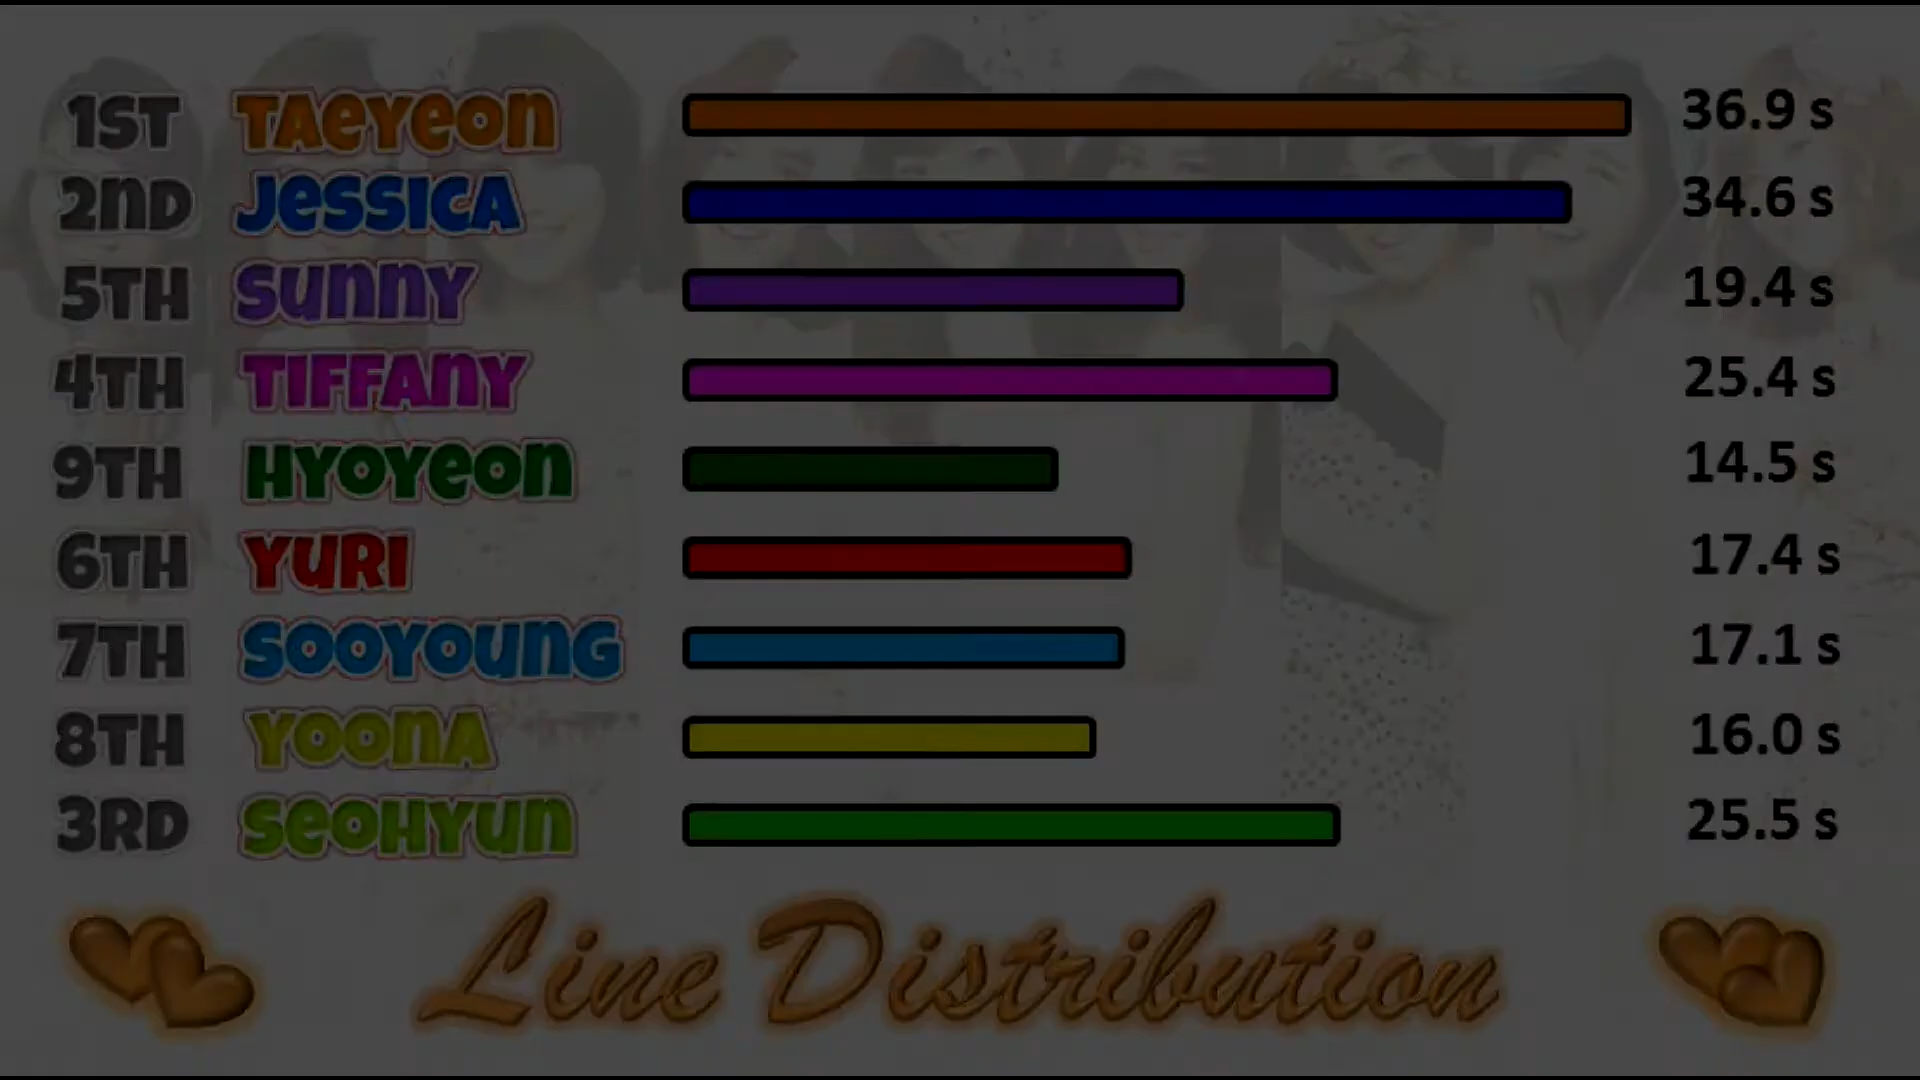 1ST TAEYEON 36.9 s
2ND JESSICA 34.6 s
5TH SUNNY 19.4 s
4TH TIFFANY 25.4 s
9TH HYOYEON 14.5 s
6TH YURI 17.4 s
7TH SOOYOUNG 17.1 s
8TH YOONA 16.0 s
3RD SEOHYUN 25.5 s
Line Distribution